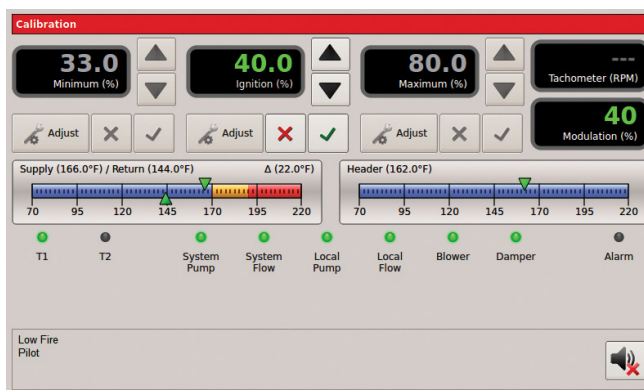 Calibration
33.0
Minimum (%)
40.0
Ignition (%)
80.0
Maximum (%)
---
Tachometer (RPM)
40
Modulation (%)
Adjust
Adjust
Adjust
Supply (166.0°F) / Return (144.0°F) Δ (22.0°F)
70 95 120 145 170 195 220
Header (162.0°F)
70 95 120 145 170 195 220
T1
T2
System Pump
System Flow
Local Pump
Local Flow
Blower
Damper
Alarm
Low Fire
Pilot